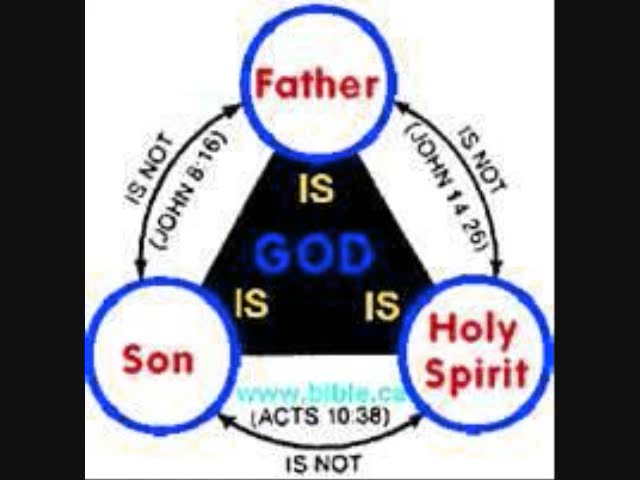 Father
IS NOT
(JOHN 8:16)
IS NOT
(JOHN 14:26)
IS
GOD
IS
IS
Son
Holy
Spirit
www.bible.ca
(ACTS 10:38)
IS NOT